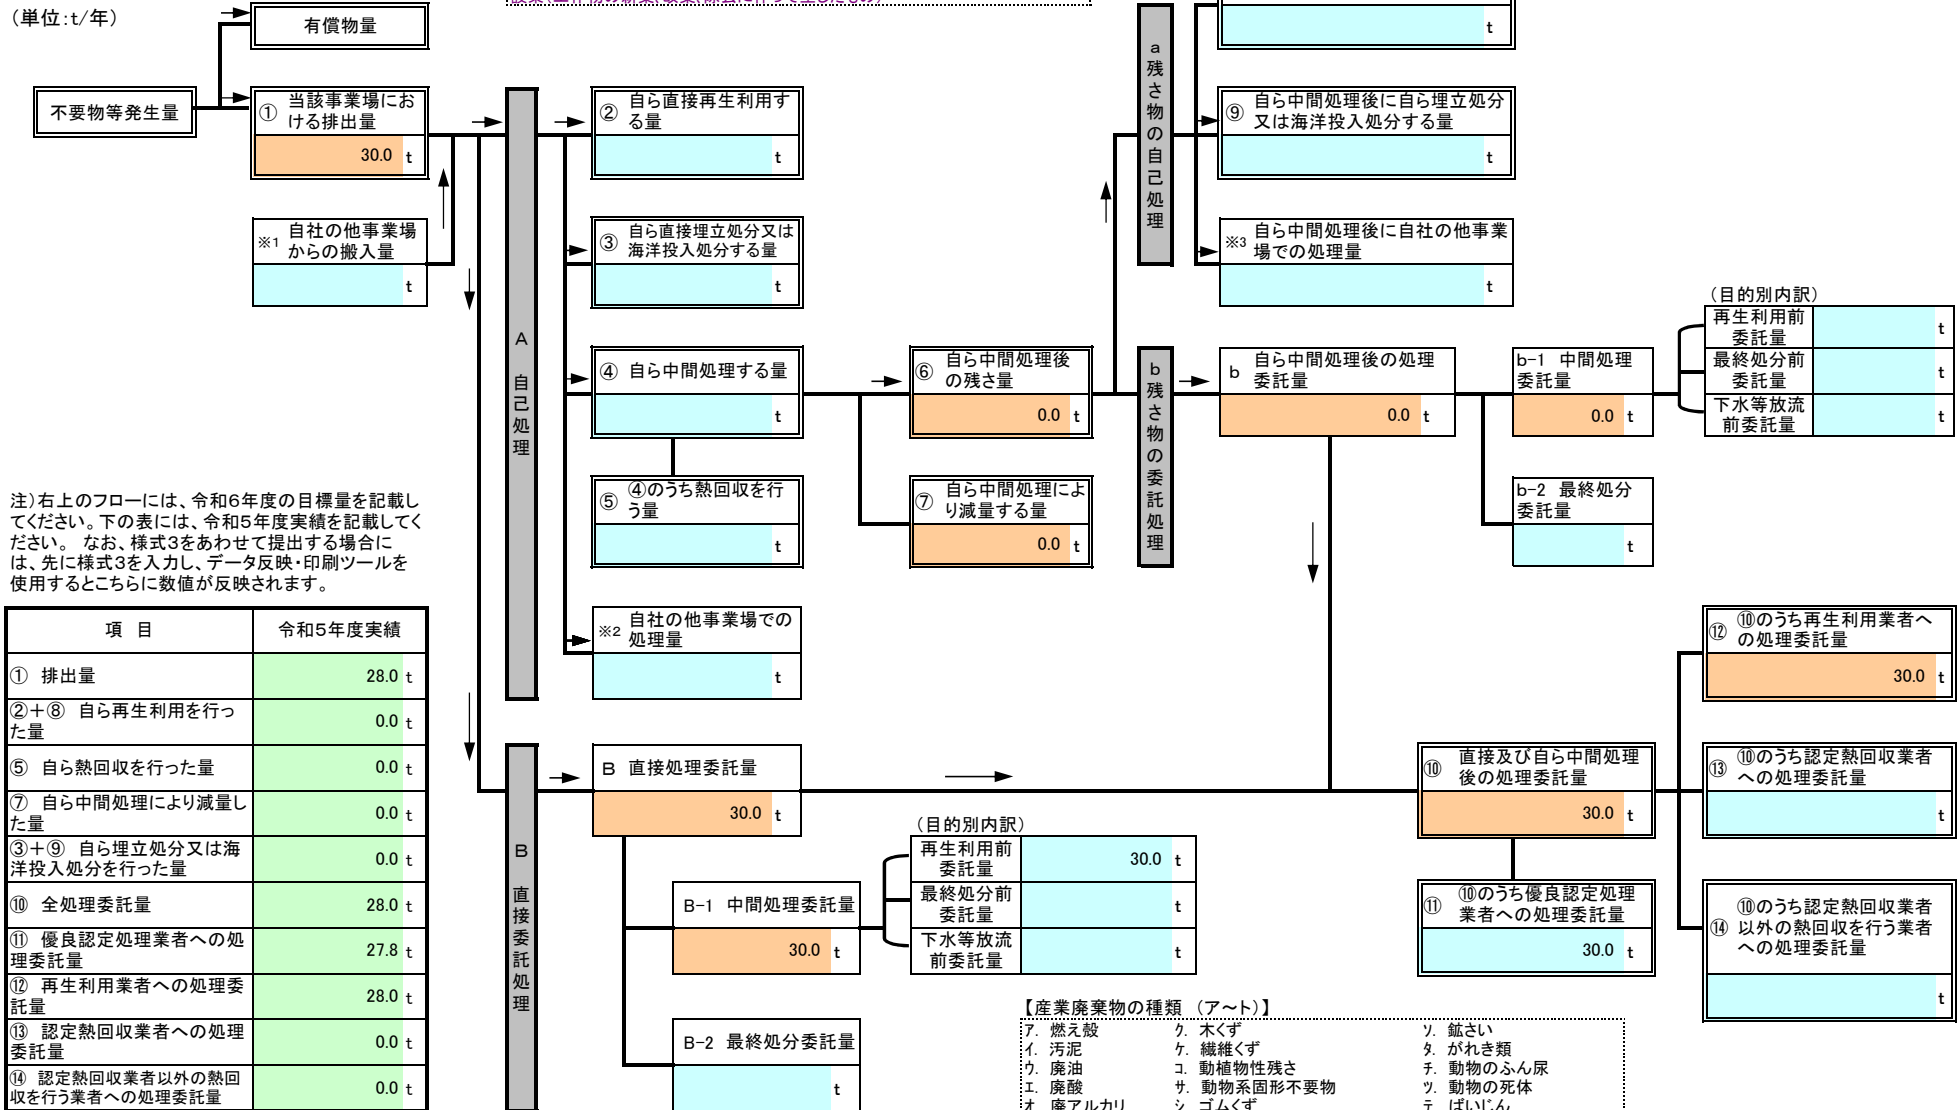 （単位:t/年）
有償物量
不要物等発生量
① 当該事業場にお
ける排出量
30.0 t
※1 自社の他事業場
からの搬入量
t
A 自己処理
② 自ら直接再生利用す
る量
t
③ 自ら直接埋立処分又は
海洋投入処分する量
t
④ 自ら中間処理する量
t
⑤ ④のうち熱回収を行
う量
t
※2 自社の他事業場での
処理量
t
⑥ 自ら中間処理後
の残さ量
0.0 t
⑦ 自ら中間処理によ
り減量する量
0.0 t
a 残さ物の自己処理
t
⑨ 自ら中間処理後に自ら埋立処分
又は海洋投入処分する量
t
※3 自ら中間処理後に自社の他事業
場での処理量
t
b 残さ物の委託処理
b 自ら中間処理後の処理
委託量
0.0 t
b-1 中間処理
委託量
0.0 t
b-2 最終処分
委託量
t
（目的別内訳）
再生利用前
委託量
t
最終処分前
委託量
t
下水等放流
前委託量
t
注）右上のフローには、令和６年度の目標量を記載し
てください。下の表には、令和５年度実績を記載してく
ださい。 なお、様式３をあわせて提出する場合に
は、先に様式３を入力し、データ反映・印刷ツールを
使用するとこちらに数値が反映されます。
項 目 令和５年度実績
① 排出量 28.0 t
②＋⑧ 自ら再生利用を行っ
た量 0.0 t
⑤ 自ら熱回収を行った量 0.0 t
⑦ 自ら中間処理により減量し
た量 0.0 t
③＋⑨ 自ら埋立処分又は海
洋投入処分を行った量 0.0 t
⑩ 全処理委託量 28.0 t
⑪ 優良認定処理業者への処
理委託量 27.8 t
⑫ 再生利用業者への処理委
託量 28.0 t
⑬ 認定熱回収業者への処理
委託量 0.0 t
⑭ 認定熱回収業者以外の熱回
収を行う業者への処理委託量 0.0 t
B 直接委託処理
B 直接処理委託量
30.0 t
B-1 中間処理委託量
30.0 t
B-2 最終処分委託量
t
（目的別内訳）
再生利用前
委託量
30.0 t
最終処分前
委託量
t
下水等放流
前委託量
t
⑩ 直接及び自ら中間処理
後の処理委託量
30.0 t
⑪ ⑩のうち優良認定処理
業者への処理委託量
30.0 t
⑫ ⑩のうち再生利用業者へ
の処理委託量
30.0 t
⑬ ⑩のうち認定熱回収業者
への処理委託量
t
⑭ ⑩のうち認定熱回収業者
以外の熱回収を行う業者
への処理委託量
t
【産業廃棄物の種類 （ア～ト）】
ア. 燃え殻 ク. 木くず ソ. 鉱さい
イ. 汚泥 ケ. 繊維くず タ. がれき類
ウ. 廃油 コ. 動植物性残さ チ. 動物のふん尿
エ. 廃酸 サ. 動物系固形不要物 ツ. 動物の死体
オ. 廃アルカリ シ. ゴムくず テ. ばいじん